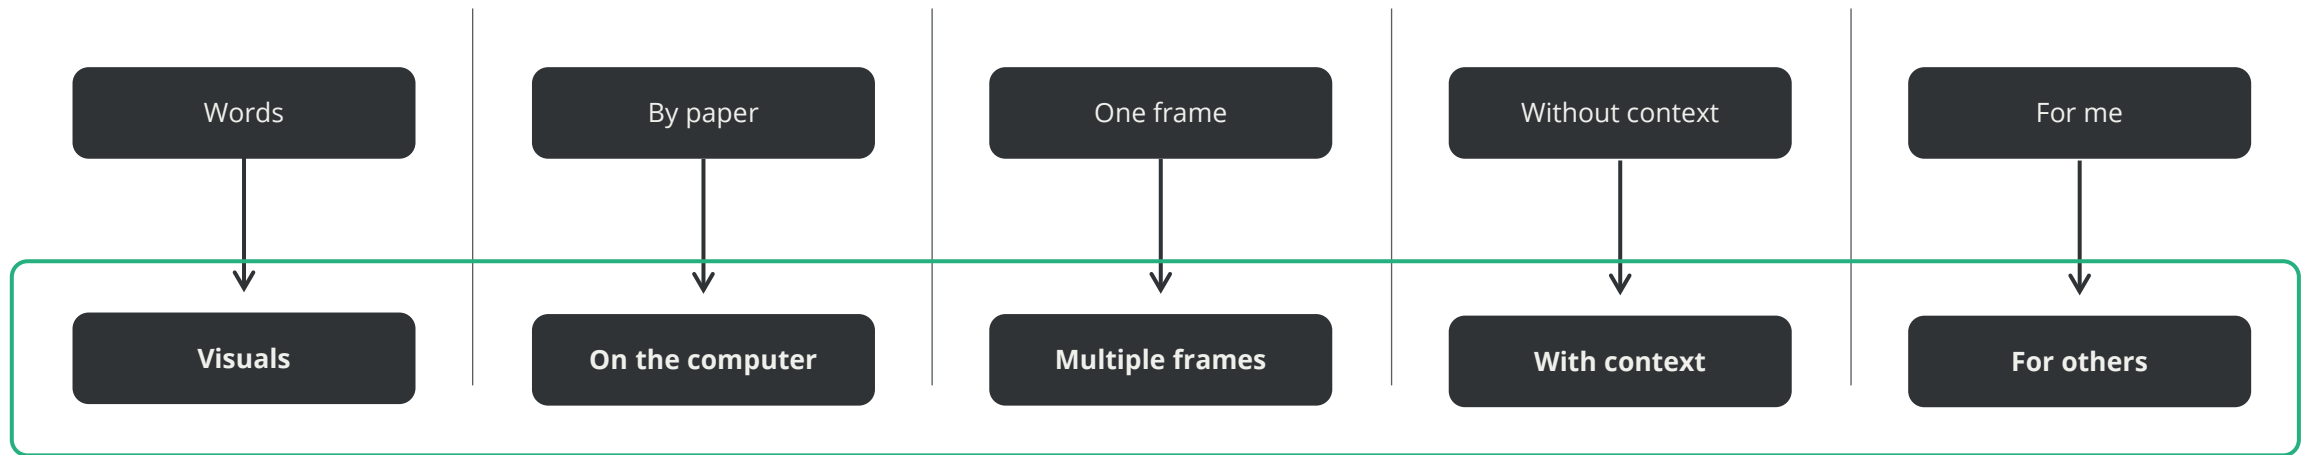 Words
By paper
One frame
Without context
For me
Visuals
On the computer
Multiple frames
With context
For others